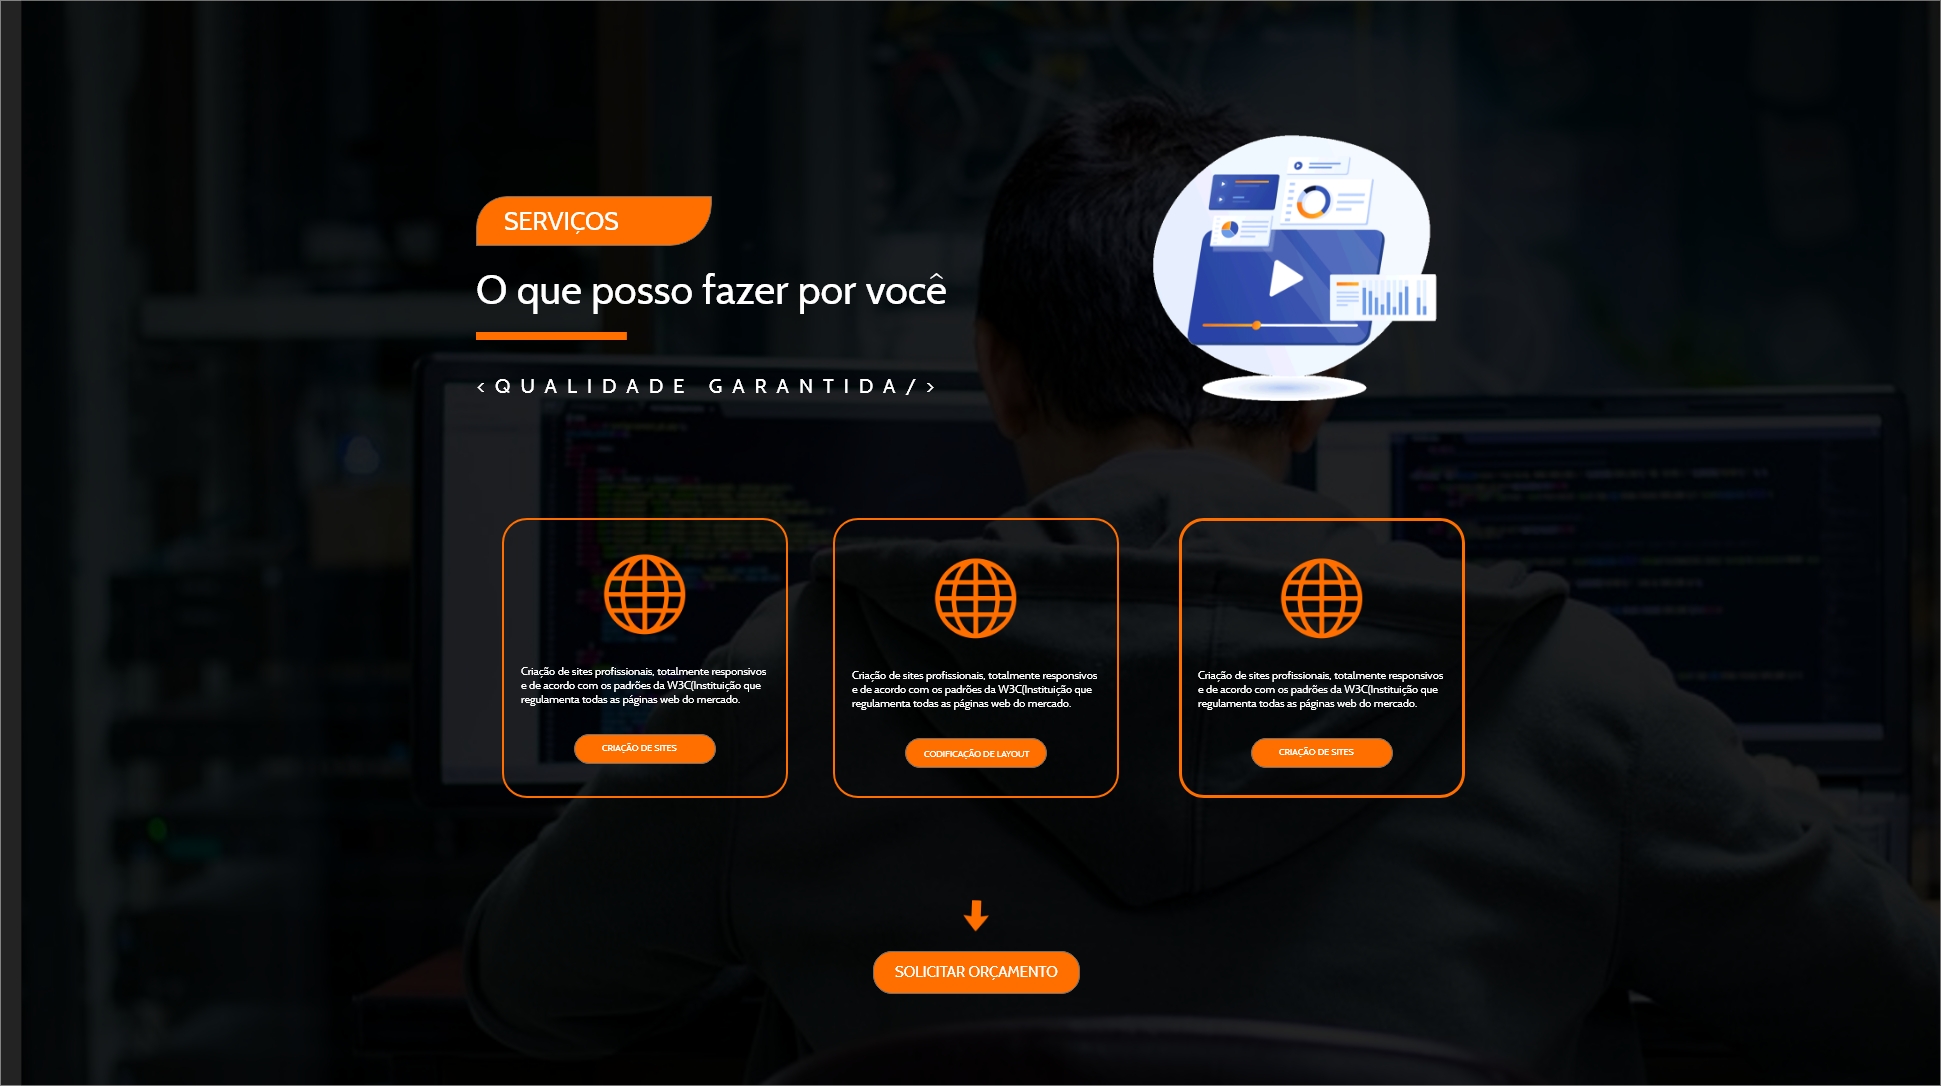 SERVIÇOS
O que posso fazer por você
<QUALIDADE GARANTIDA/>
Criação de sites profissionais, totalmente responsivos
e de acordo com os padrões da W3C(Instituição que
regulamenta todas as páginas web do mercado.
CRIAÇÃO DE SITES
Criação de sites profissionais, totalmente responsivos
e de acordo com os padrões da W3C(Instituição que
regulamenta todas as páginas web do mercado.
CODIFICAÇÃO DE LAYOUT
Criação de sites profissionais, totalmente responsivos
e de acordo com os padrões da W3C(Instituição que
regulamenta todas as páginas web do mercado.
CRIAÇÃO DE SITES
SOLICITAR ORÇAMENTO